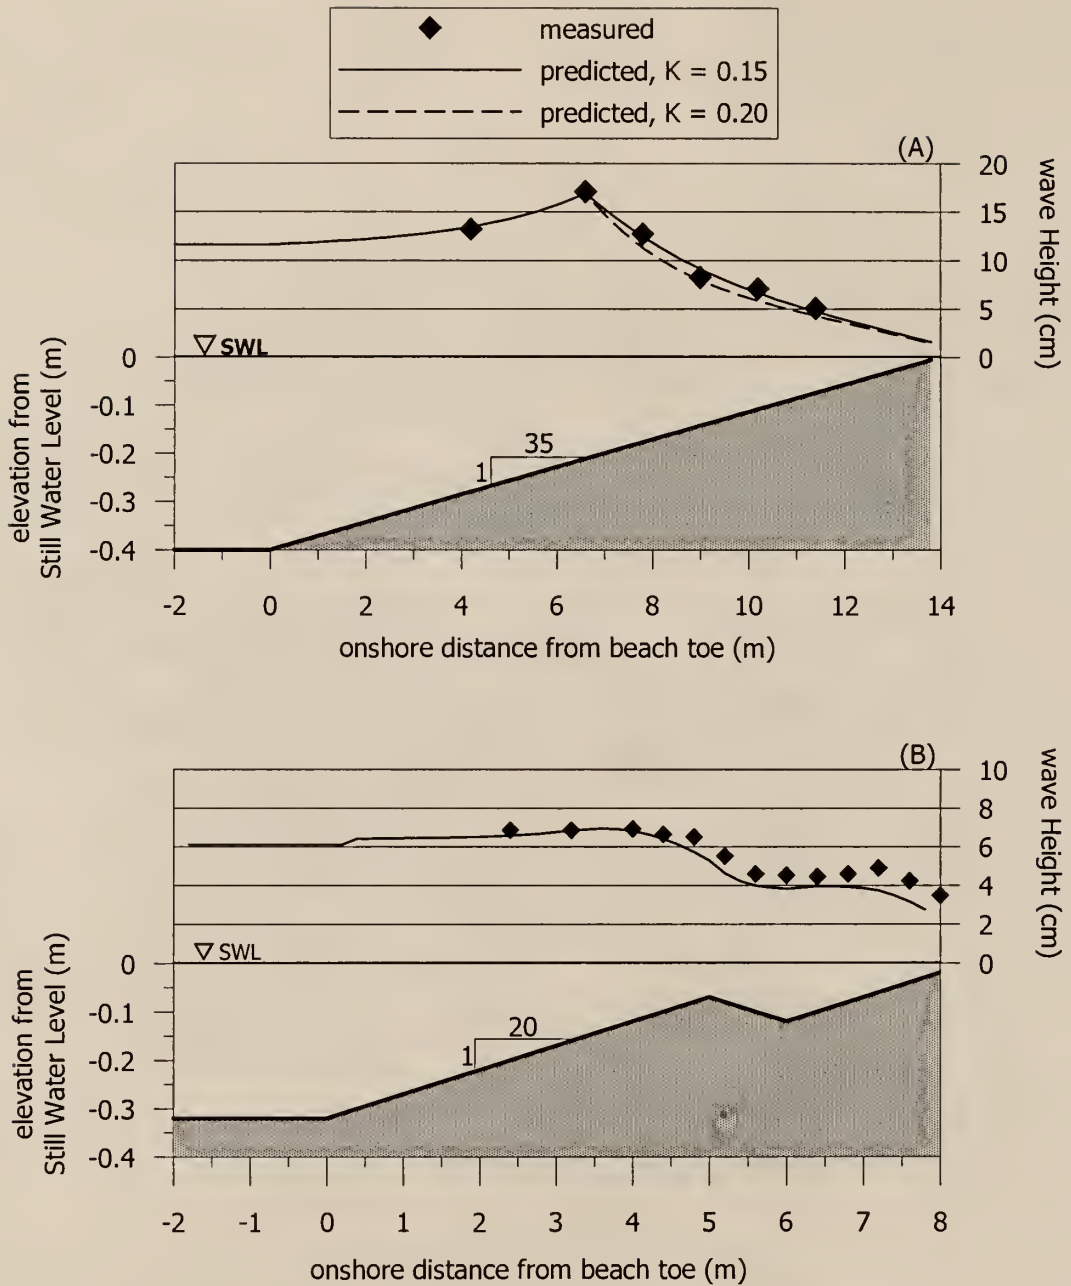 measured
predicted, K = 0.15
predicted, K = 0.20
(A)
20
15
10
5
0
wave Height (cm)
SWL
0
-0.1
-0.2
-0.3
-0.4
elevation from
Still Water Level (m)
35
1
-2 0 2 4 6 8 10 12 14
onshore distance from beach toe (m)
(B)
10
8
6
4
2
0
wave Height (cm)
SWL
0
-0.1
-0.2
-0.3
-0.4
elevation from
Still Water Level (m)
20
1
-2 -1 0 1 2 3 4 5 6 7 8
onshore distance from beach toe (m)